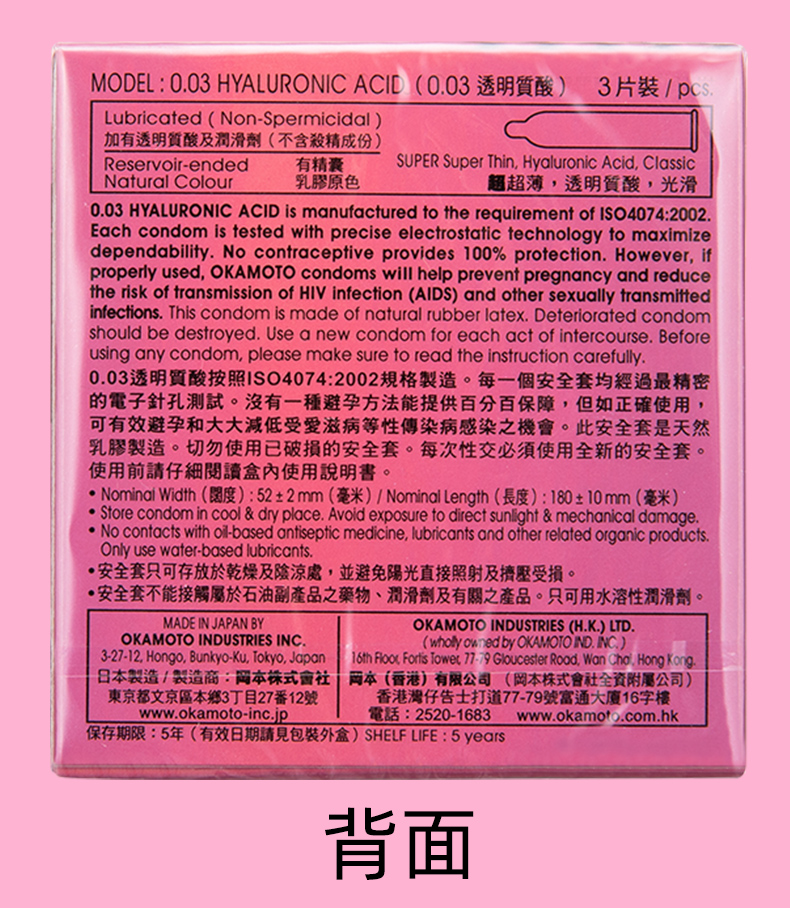 MODEL : 0.03 HYALURONIC ACID ( 0.03 透明質酸 ) 3片裝 / pcs.
Lubricated ( Non-Spermicidal )
加有透明質酸及潤滑劑 ( 不含殺精成份 )
Reservoir-ended 有精囊
Natural Colour 乳膠原色
SUPER Super Thin, Hyaluronic Acid, Classic
超超薄，透明質酸，光滑
0.03 HYALURONIC ACID is manufactured to the requirement of ISO4074:2002.
Each condom is tested with precise electrostatic technology to maximize
dependability. No contraceptive provides 100% protection. However, if
properly used, OKAMOTO condoms will help prevent pregnancy and reduce
the risk of transmission of HIV infection (AIDS) and other sexually transmitted
infections. This condom is made of natural rubber latex. Deteriorated condom
should be destroyed. Use a new condom for each act of intercourse. Before
using any condom, please make sure to read the instruction carefully.
0.03透明質酸按照ISO4074:2002規格製造。每一個安全套均經過最精密
的電子針孔測試。沒有一種避孕方法能提供百分百保障，但如正確使用，
可有效避孕和大大減低受愛滋病等性傳染病感染之機會。此安全套是天然
乳膠製造。切勿使用已破損的安全套。每次性交必須使用全新的安全套。
使用前請仔細閱讀盒內使用說明書。
• Nominal Width ( 闊度 ) : 52 ± 2 mm ( 毫米 ) / Nominal Length ( 長度 ) : 180 ± 10 mm ( 毫米 )
• Store condom in cool & dry place. Avoid exposure to direct sunlight & mechanical damage.
• No contacts with oil-based antiseptic medicine, lubricants and other related organic products.
Only use water-based lubricants.
• 安全套只可存放於乾燥及陰涼處，並避免陽光直接照射及擠壓受損。
• 安全套不能接觸屬於石油副產品之藥物、潤滑劑及有關之產品。只可用水溶性潤滑劑。
MADE IN JAPAN BY
OKAMOTO INDUSTRIES INC.
3-27-12, Hongo, Bunkyo-Ku, Tokyo, Japan
日本製造 / 製造商 : 岡本株式會社
東京都文京區本鄉3丁目27番12號
www.okamoto-inc.jp
OKAMOTO INDUSTRIES (H.K.) LTD.
( wholly owned by OKAMOTO IND. INC. )
16th Floor, Fortis Tower, 77-79 Gloucester Road, Wan Chai, Hong Kong.
岡本 ( 香港 ) 有限公司 ( 岡本株式會社全資附屬公司 )
香港灣仔告士打道77-79號富通大廈16字樓
電話 : 2520-1683 www.okamoto.com.hk
保存期限 : 5年 ( 有效日期請見包裝外盒 ) SHELF LIFE : 5 years
背面